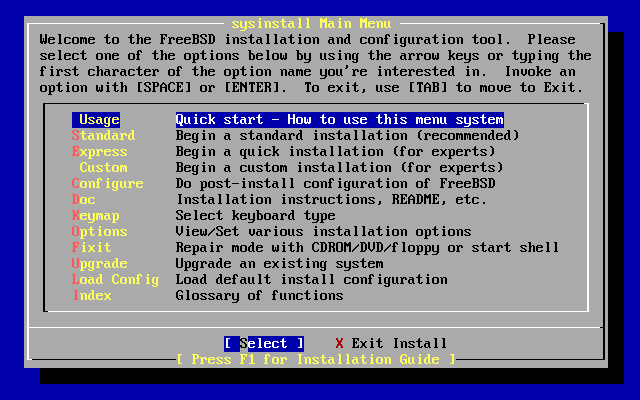 sysinstall Main Menu
Welcome to the FreeBSD installation and configuration tool. Please
select one of the options below by using the arrow keys or typing the
first character of the option name you're interested in. Invoke an
option with [SPACE] or [ENTER]. To exit, use [TAB] to move to Exit.
Usage Quick start - How to use this menu system
Standard Begin a standard installation (recommended)
Express Begin a quick installation (for experts)
Custom Begin a custom installation (for experts)
Configure Do post-install configuration of FreeBSD
Doc Installation instructions, README, etc.
Keymap Select keyboard type
Options View/Set various installation options
Fixit Repair mode with CDROM/DVD/floppy or start shell
Upgrade Upgrade an existing system
Load Config Load default install configuration
Index Glossary of functions
[ Select ] X Exit Install
[ Press F1 for Installation Guide ]